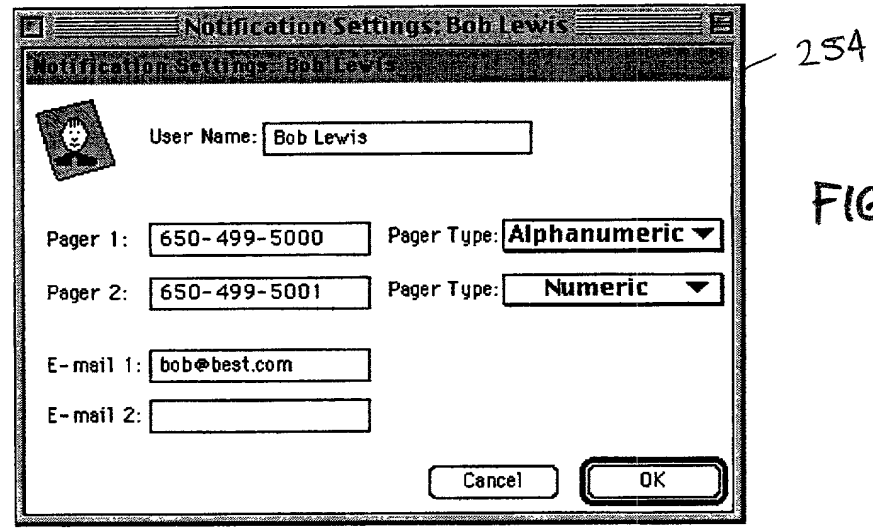 Notification Settings: Bob Lewis
Notification Settings: Bob Lewis
254
User Name: Bob Lewis
FIG
Pager 1: 650-499-5000 Pager Type: Alphanumeric
Pager 2: 650-499-5001 Pager Type: Numeric
E-mail 1: bob@best.com
E-mail 2:
Cancel OK